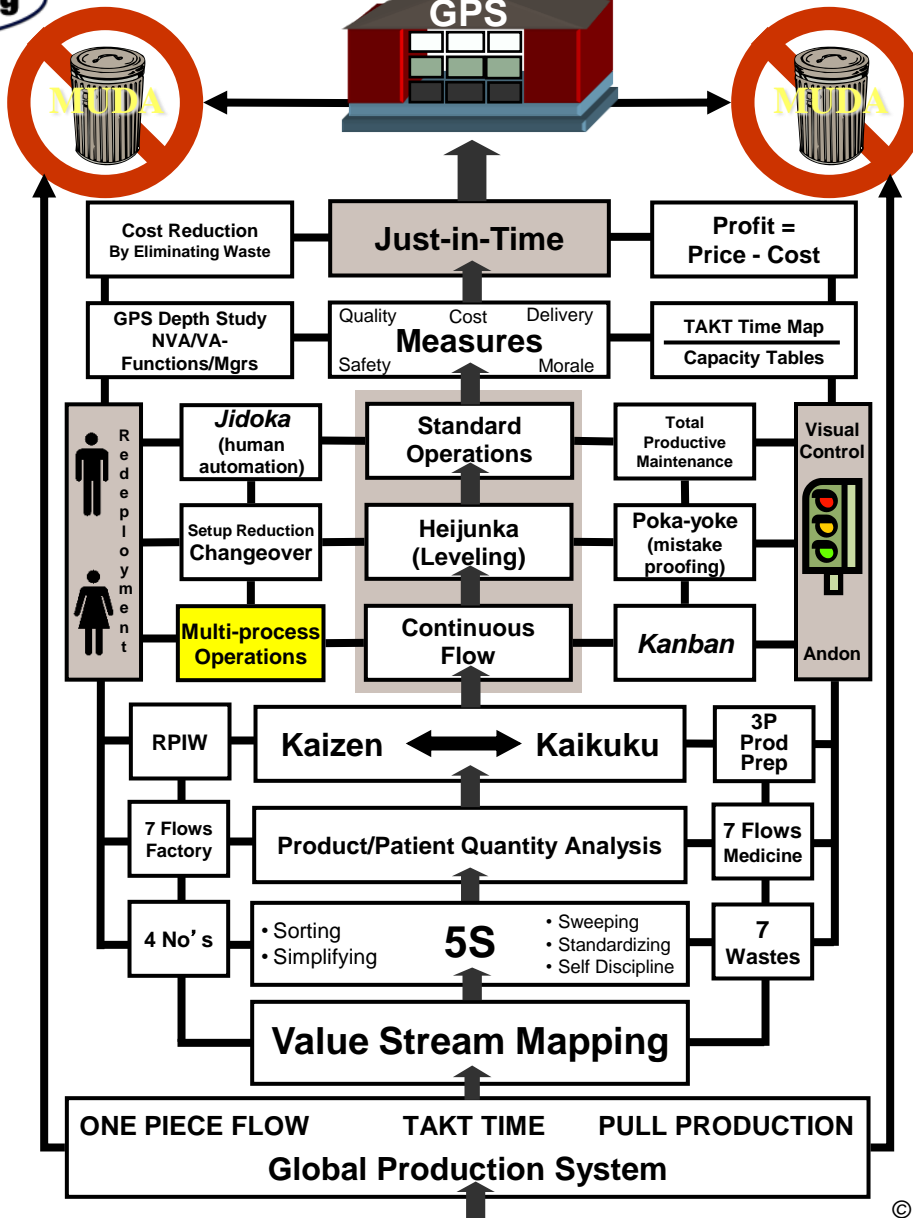 g
GPS
MUDA
MUDA
Cost Reduction
By Eliminating Waste
Just-in-Time
Profit =
Price - Cost
GPS Depth Study
NVA/VA-
Functions/Mgrs
Quality
Cost
Delivery
Measures
Safety
Morale
TAKT Time Map
Capacity Tables
Redeployment
Jidoka
(human
automation)
Standard
Operations
Total
Productive
Maintenance
Visual
Control
Setup Reduction
Changeover
Heijunka
(Leveling)
Poka-yoke
(mistake
proofing)
Multi-process
Operations
Continuous
Flow
Kanban
Andon
RPIW
Kaizen
Kaikuku
3P
Prod
Prep
7 Flows
Factory
Product/Patient Quantity Analysis
7 Flows
Medicine
4 No's
• Sorting
• Simplifying
5S
• Sweeping
• Standardizing
• Self Discipline
7
Wastes
Value Stream Mapping
ONE PIECE FLOW
TAKT TIME
PULL PRODUCTION
Global Production System
©